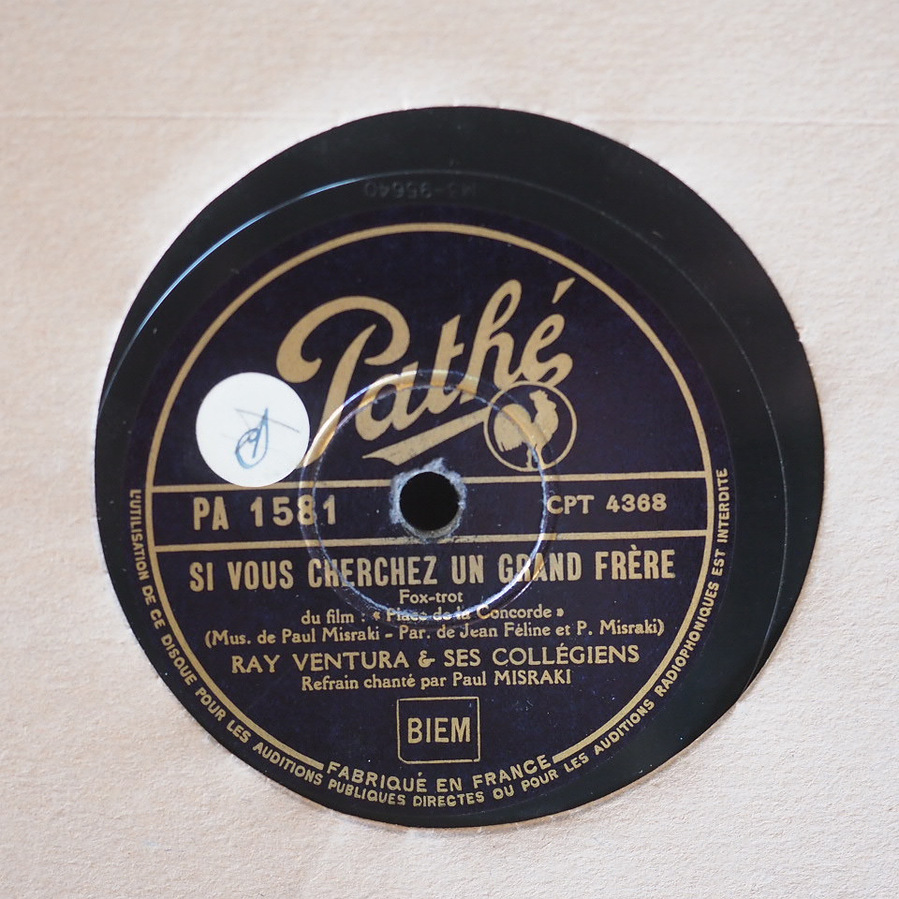 M3-95640
Pathé
PA 1581
CPT 4368
SI VOUS CHERCHEZ UN GRAND FRÈRE
Fox-trot
du film : « Place de la Concorde »
(Mus. de Paul Misraki - Par. de Jean Féline et P. Misraki)
RAY VENTURA & SES COLLÉGIENS
Refrain chanté par Paul MISRAKI
BIEM
FABRIQUÉ EN FRANCE
L'UTILISATION DE CE DISQUE POUR LES AUDITIONS PUBLIQUES DIRECTES OU POUR LES AUDITIONS RADIOPHONIQUES EST INTERDITE